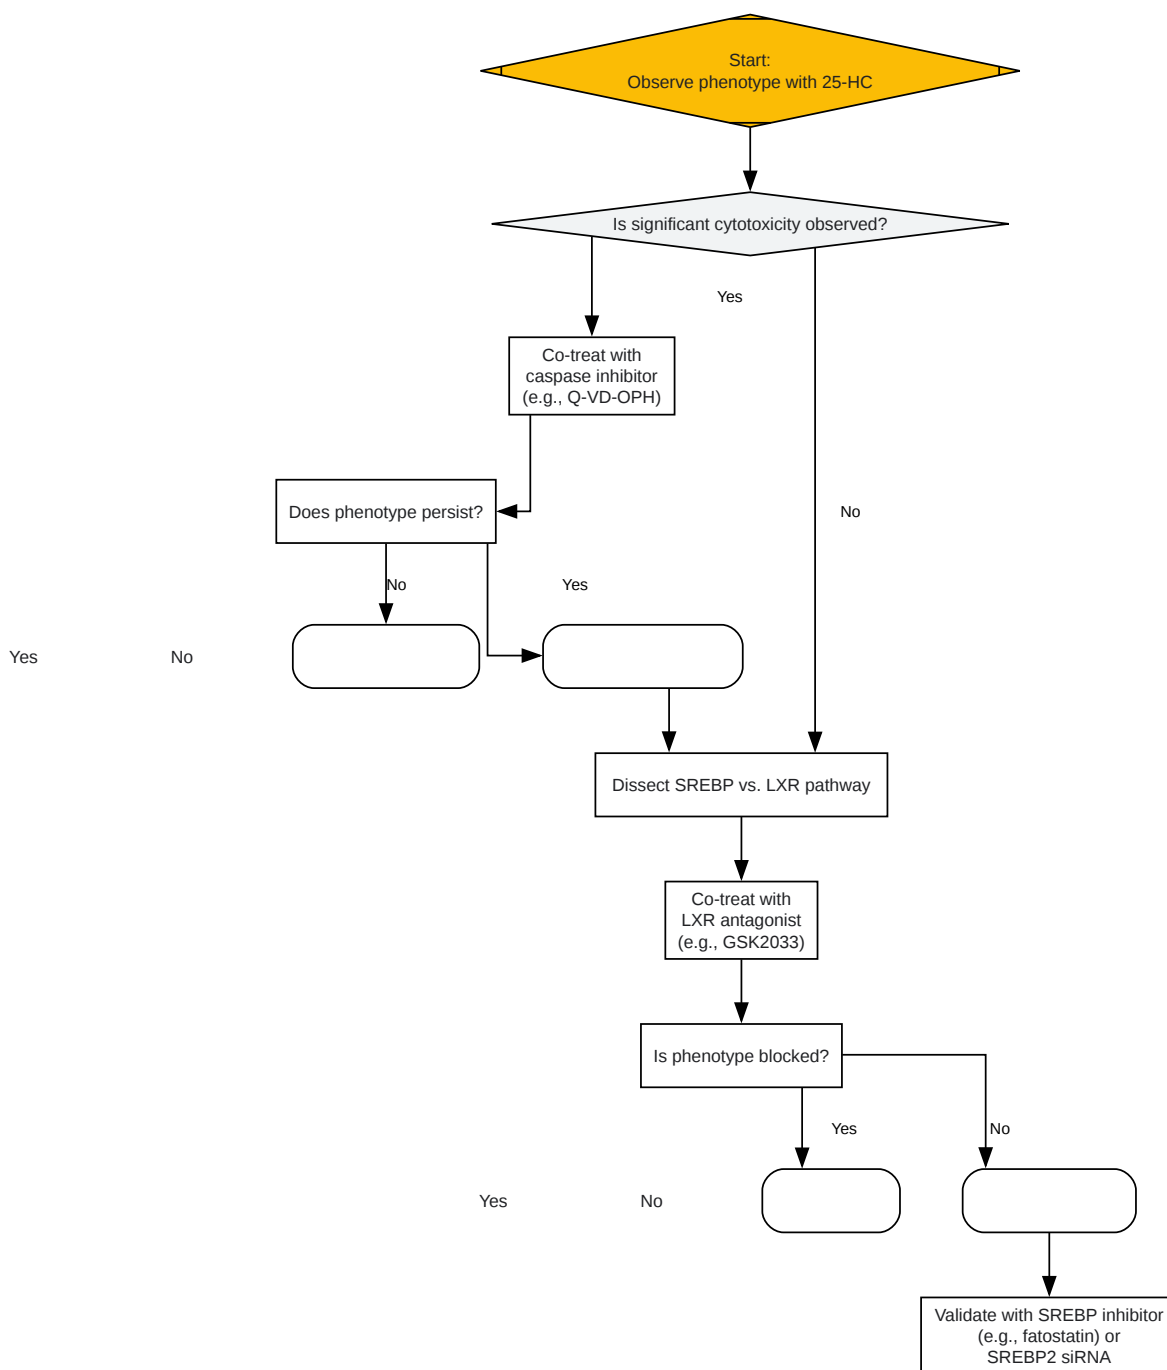 Start:
Observe phenotype with 25-HC
Is significant cytotoxicity observed?
Yes
Co-treat with
caspase inhibitor
(e.g., Q-VD-OPH)
Does phenotype persist?
No
No
Yes
Yes
No
Dissect SREBP vs. LXR pathway
Co-treat with
LXR antagonist
(e.g., GSK2033)
Is phenotype blocked?
Yes
No
Yes
No
Validate with SREBP inhibitor
(e.g., fatostatin) or
SREBP2 siRNA